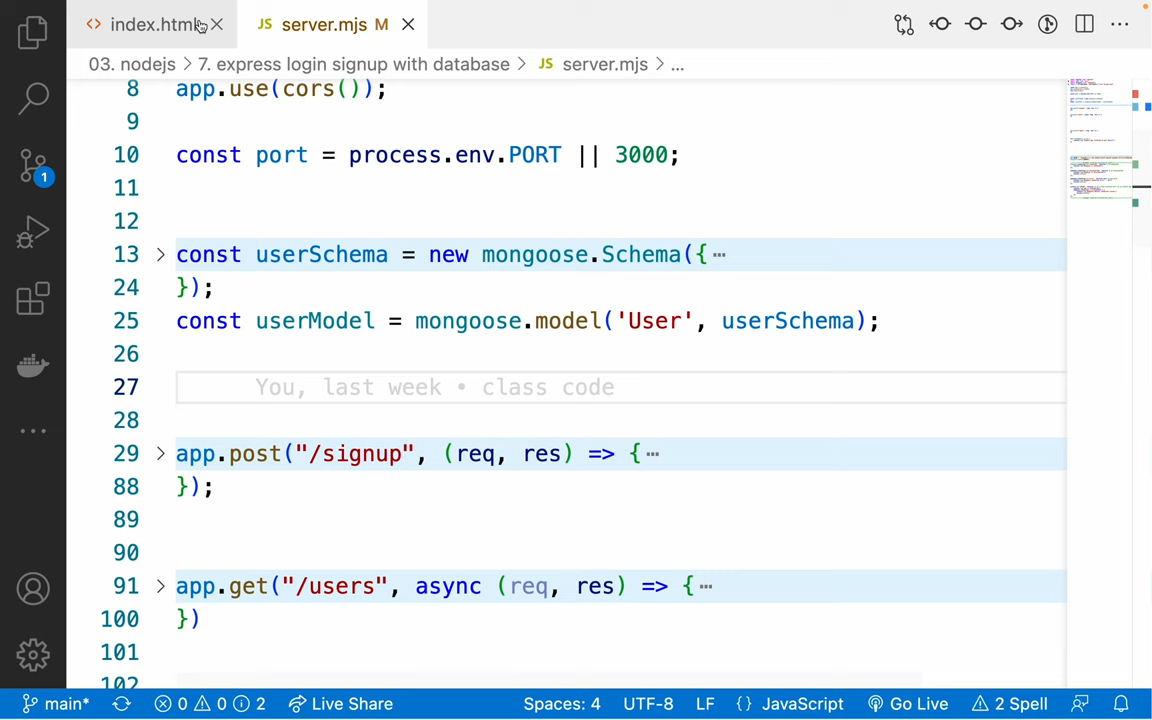 index.html
JS server.mjs M
03. nodejs > 7. express login signup with database > JS server.mjs > ...
8 app.use(cors());
9
10 const port = process.env.PORT || 3000;
11
12
13 const userSchema = new mongoose.Schema({
24 });
25 const userModel = mongoose.model('User', userSchema);
26
27 You, last week • class code
28
29 app.post("/signup", (req, res) => {
88 });
89
90
91 app.get("/users", async (req, res) => {
100 })
101
102
1
main* 0 0 2 Live Share Spaces: 4 UTF-8 LF {} JavaScript Go Live 2 Spell